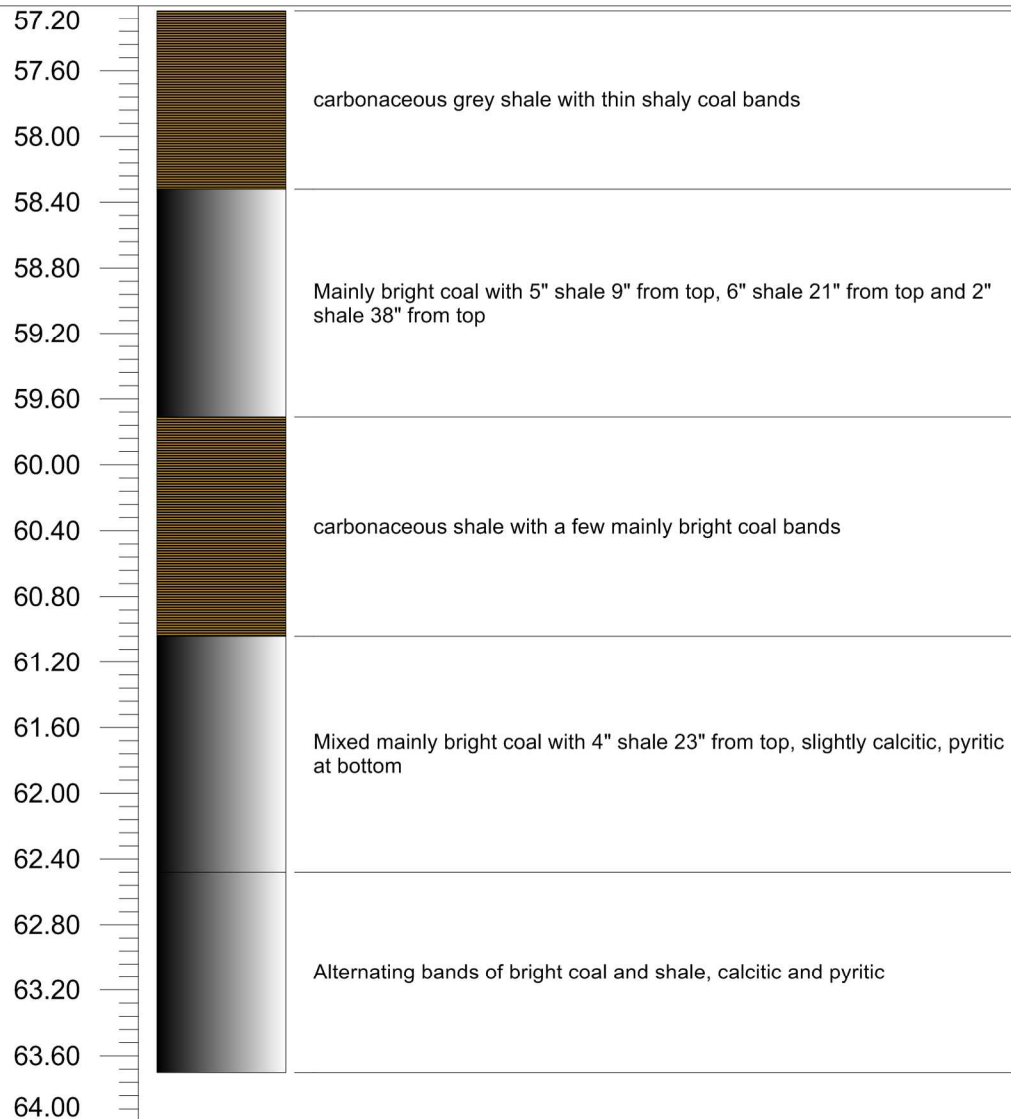 57.20
57.60
carbonaceous grey shale with thin shaly coal bands
58.00
58.40
58.80
Mainly bright coal with 5" shale 9" from top, 6" shale 21" from top and 2"
shale 38" from top
59.20
59.60
60.00
60.40
carbonaceous shale with a few mainly bright coal bands
60.80
61.20
61.60
Mixed mainly bright coal with 4" shale 23" from top, slightly calcitic, pyritic
at bottom
62.00
62.40
62.80
Alternating bands of bright coal and shale, calcitic and pyritic
63.20
63.60
64.00